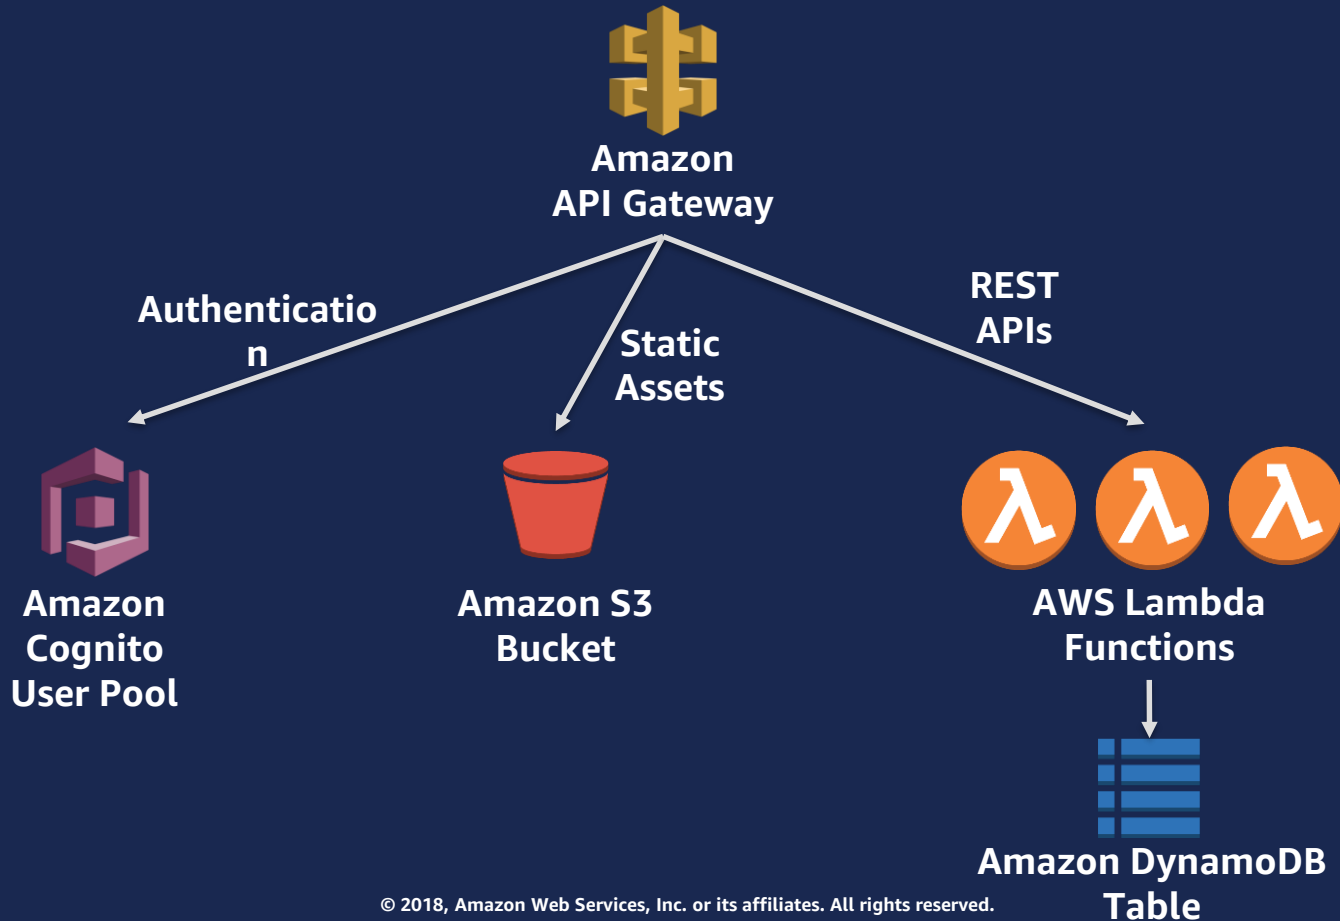 Amazon
API Gateway
Authenticatio
n
Static
Assets
REST
APIs
Amazon
Cognito
User Pool
Amazon S3
Bucket
AWS Lambda
Functions
Amazon DynamoDB
Table
© 2018, Amazon Web Services, Inc. or its affiliates. All rights reserved.